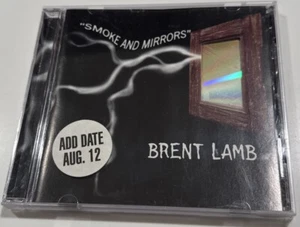 "SMOKE AND MIRRORS"
ADD DATE
AUG. 12
BRENT LAMB